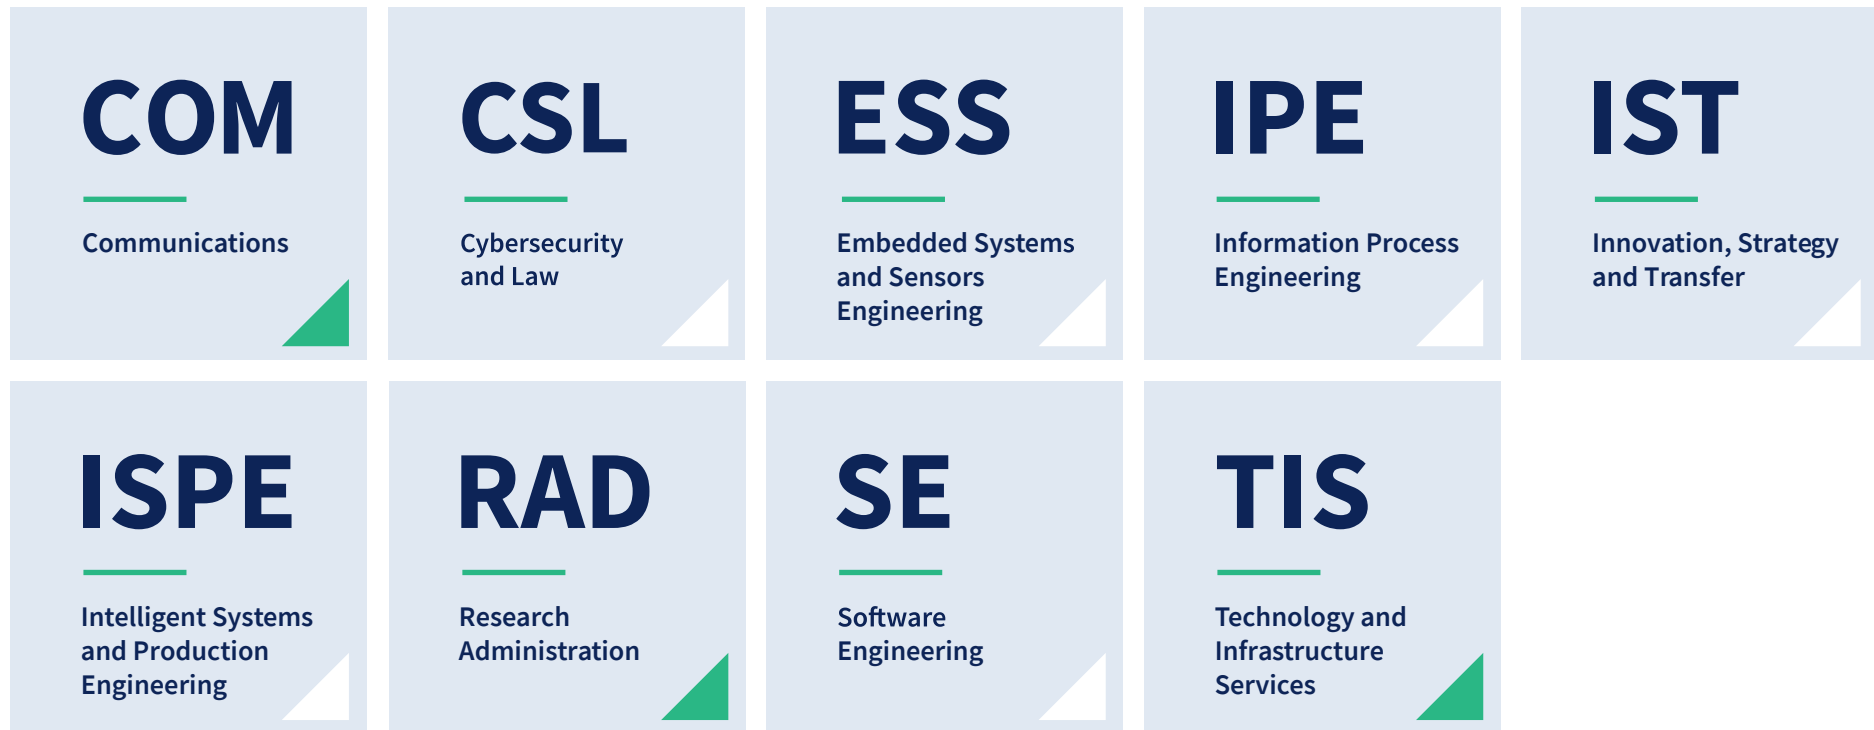 COM
Communications
CSL
Cybersecurity
and Law
ESS
Embedded Systems
and Sensors
Engineering
IPE
Information Process
Engineering
IST
Innovation, Strategy
and Transfer
ISPE
Intelligent Systems
and Production
Engineering
RAD
Research
Administration
SE
Software
Engineering
TIS
Technology and
Infrastructure
Services